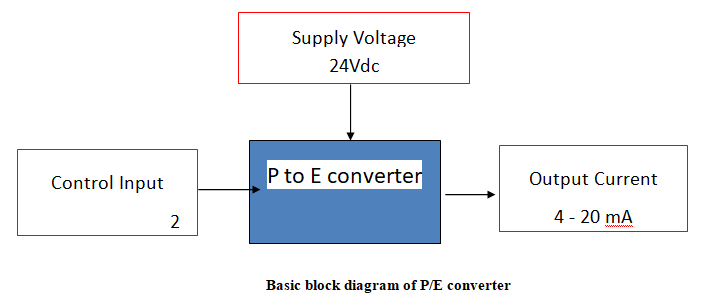 Supply Voltage
24Vdc
P to E converter
Control Input
2
Output Current
4 - 20 mA
Basic block diagram of P/E converter